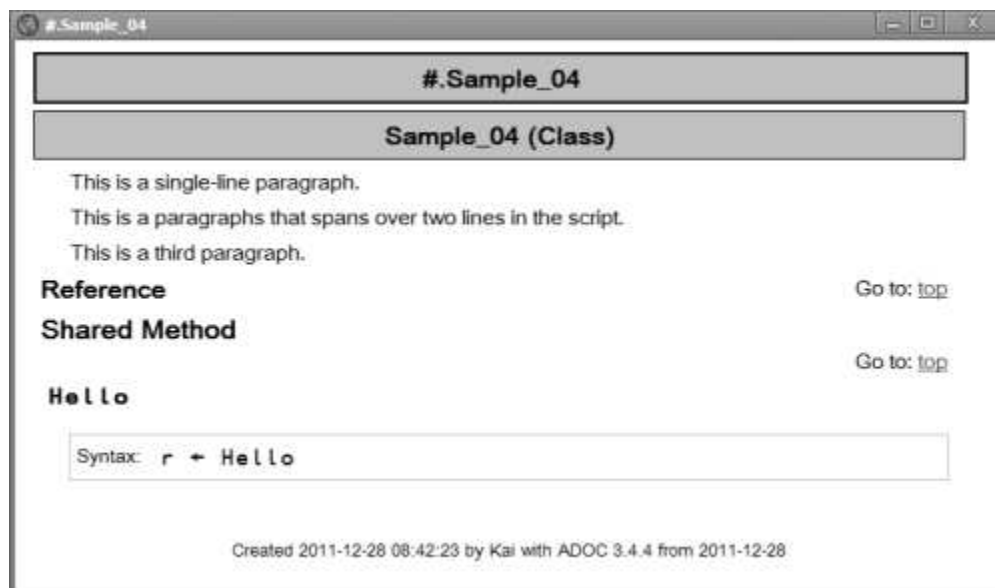 #.Sample_04
#.Sample_04
Sample_04 (Class)
This is a single-line paragraph.
This is a paragraphs that spans over two lines in the script.
This is a third paragraph.
Reference Go to: top
Shared Method
Go to: top
Hello
Syntax: r ← Hello
Created 2011-12-28 08:42:23 by Kai with ADOC 3.4.4 from 2011-12-28